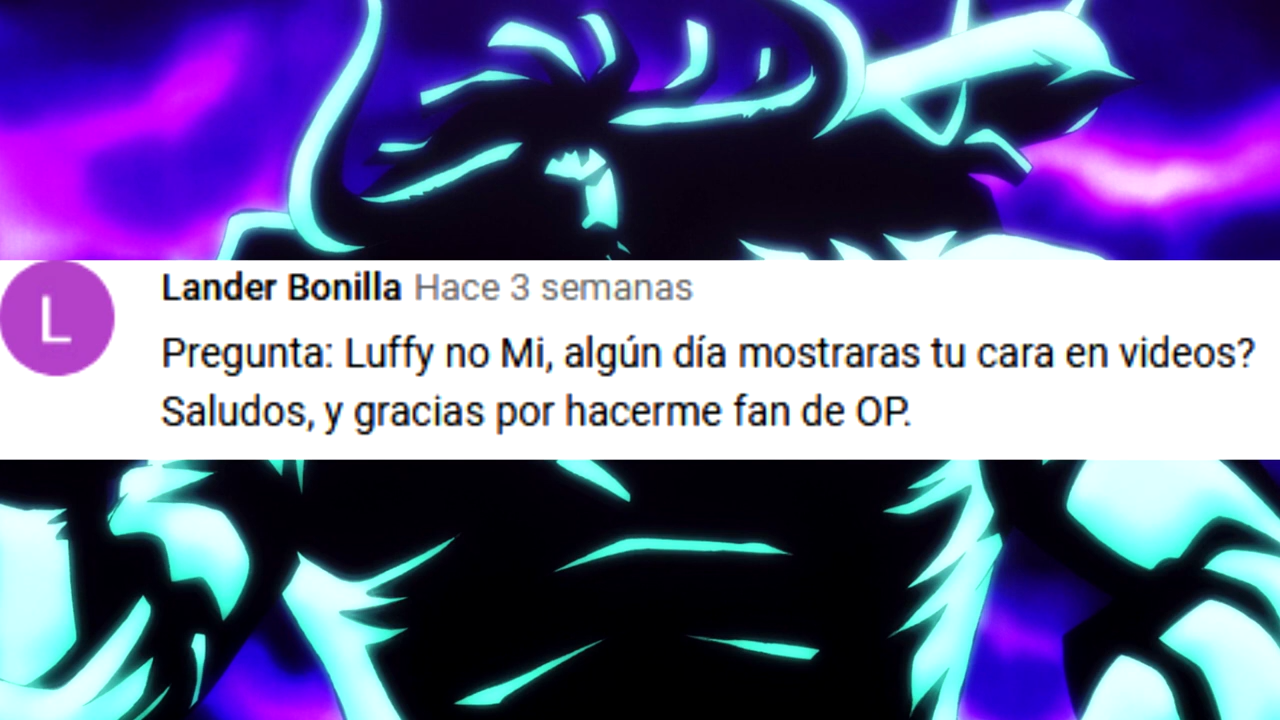 L
Lander Bonilla Hace 3 semanas
Pregunta: Luffy no Mi, algún día mostraras tu cara en videos?
Saludos, y gracias por hacerme fan de OP.